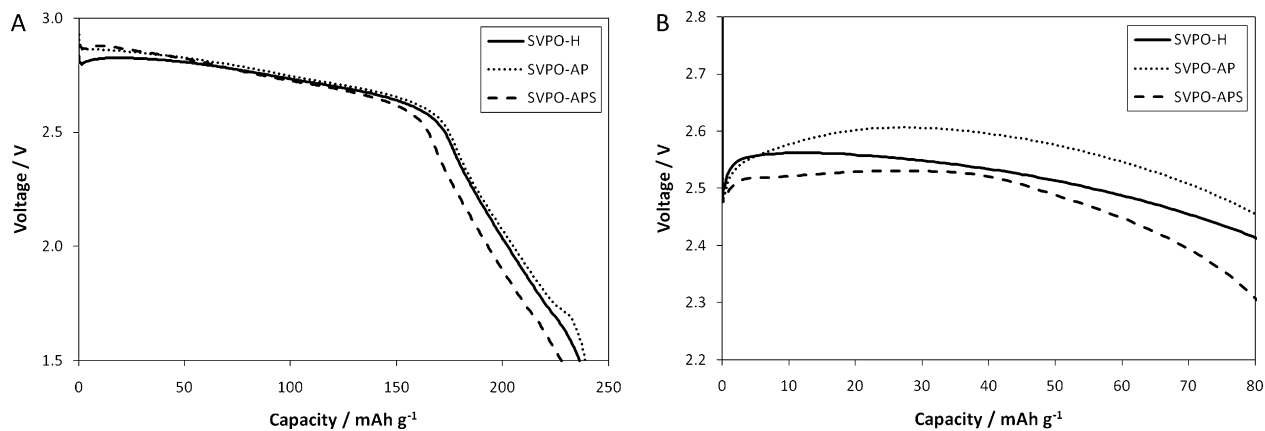 A
3.0
2.5
2.0
1.5
Voltage / V
SVPO-H
SVPO-AP
SVPO-APS
0 50 100 150 200 250
Capacity / mAh g⁻¹
B
2.8
2.7
2.6
2.5
2.4
2.3
2.2
Voltage / V
SVPO-H
SVPO-AP
SVPO-APS
0 10 20 30 40 50 60 70 80
Capacity / mAh g⁻¹